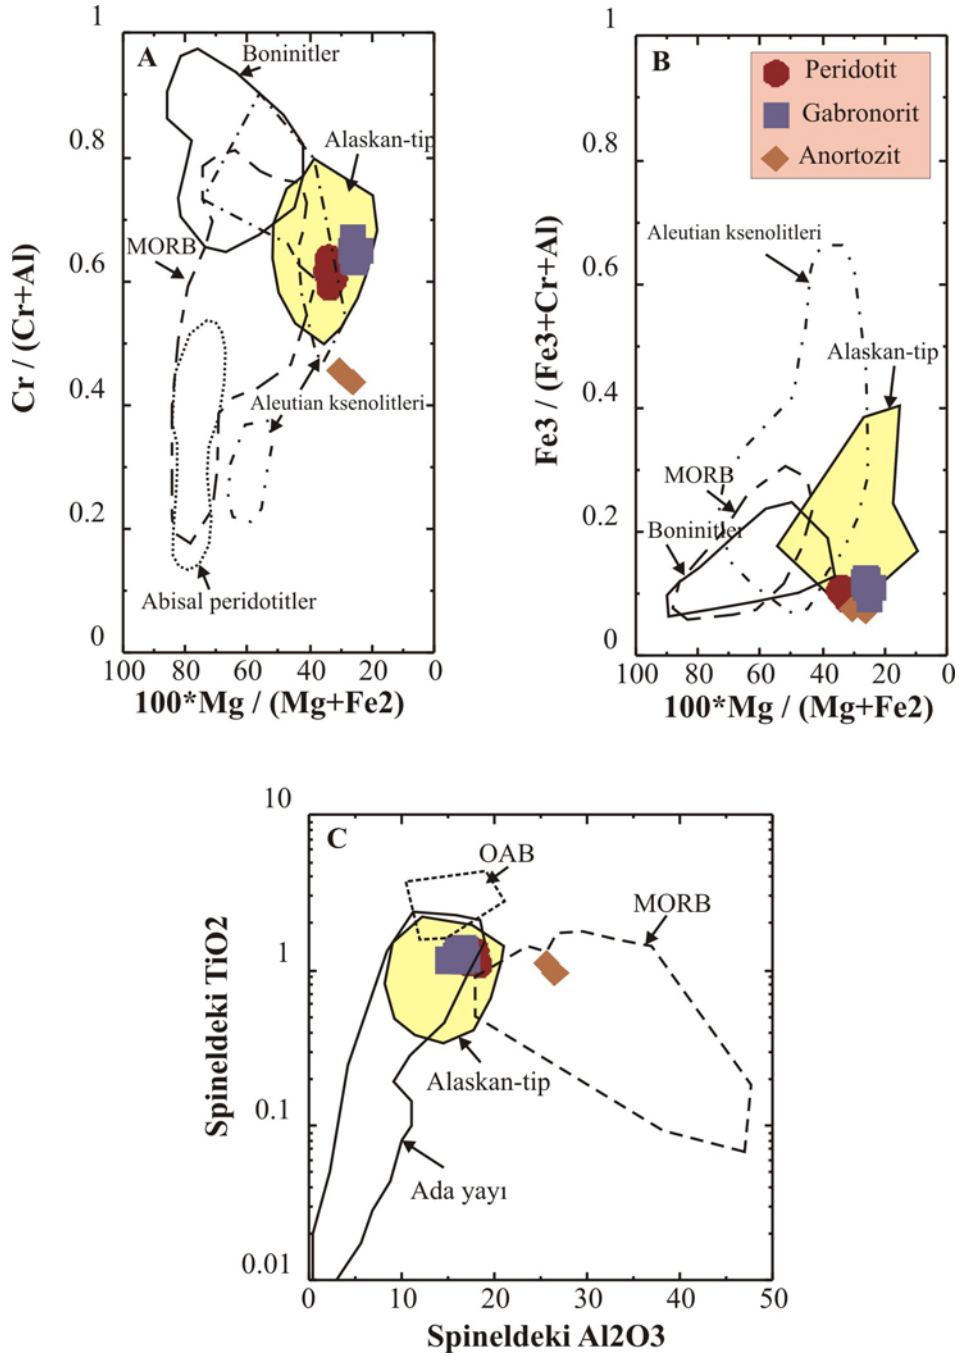 A
1
0.8
0.6
0.4
0.2
0
Cr / (Cr+Al)
Boninitler
Alaskan-tip
MORB
Aleutian ksenolitleri
Abisal peridotitler
100 80 60 40 20 0
100*Mg / (Mg+Fe2)
B
1
0.8
0.6
0.4
0.2
0
Fe3 / (Fe3+Cr+Al)
Peridotit
Gabronorit
Anortozit
Aleutian ksenolitleri
Alaskan-tip
MORB
Boninitler
100 80 60 40 20 0
100*Mg / (Mg+Fe2)
C
10
1
0.1
0.01
Spineldeki TiO2
OAB
MORB
Alaskan-tip
Ada yayı
0 10 20 30 40 50
Spineldeki Al2O3